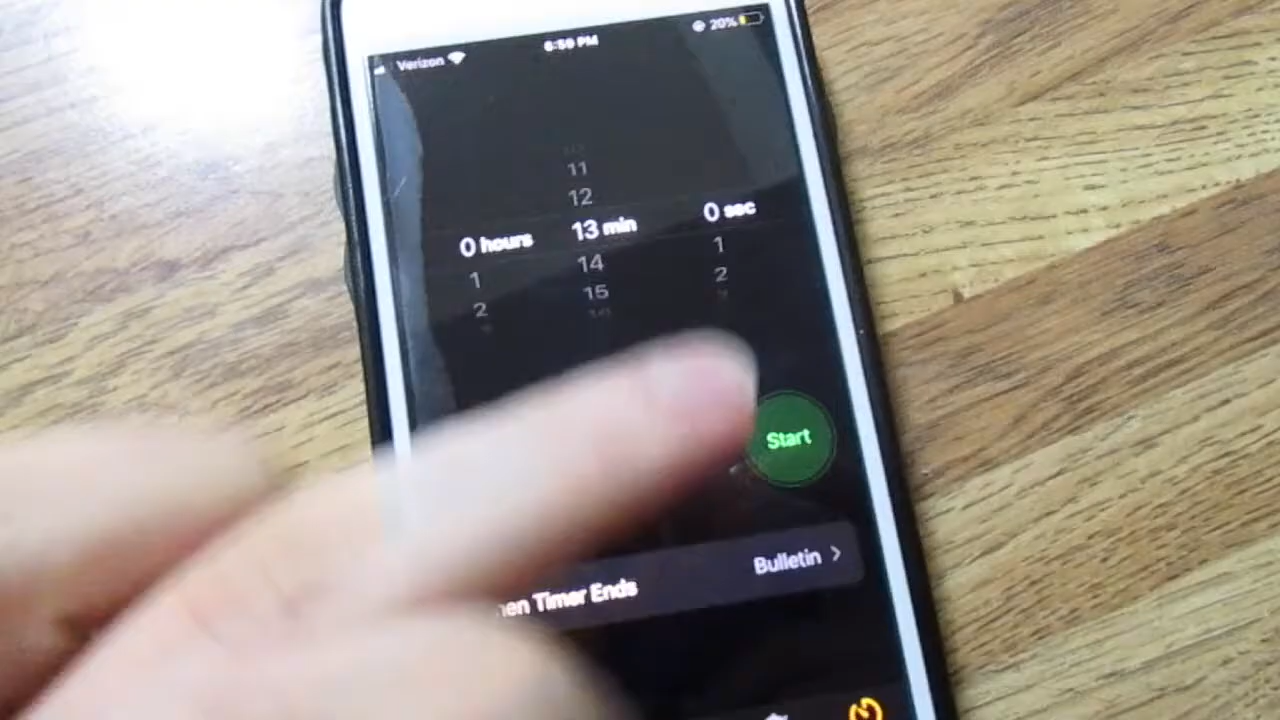 Verizon 6:59 PM 20%
11
12
0 hours 13 min 0 sec
1 14 1
2 15 2
Start
Bulletin
Timer Ends